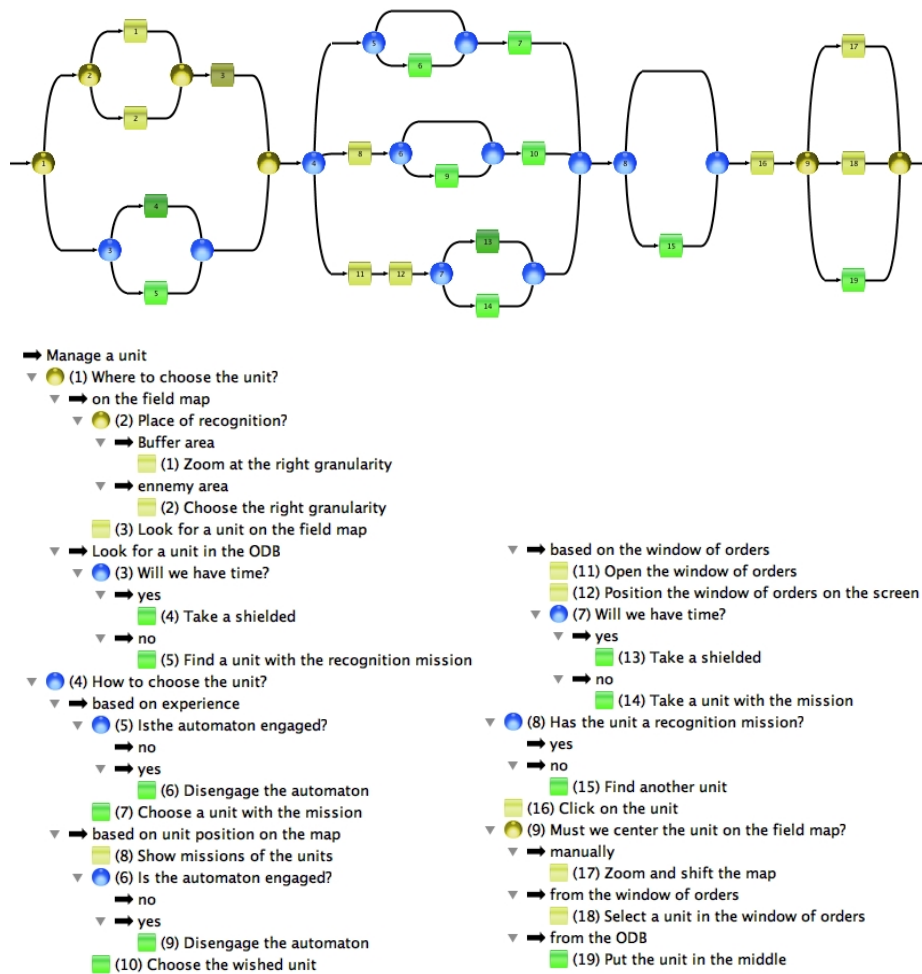 1
2
3
1
2
3
4
5
4
5
6
7
8
6
9
10
11
12
7
13
14
8
15
16
9
17
18
19
Manage a unit
(1) Where to choose the unit?
on the field map
(2) Place of recognition?
Buffer area
(1) Zoom at the right granularity
ennemy area
(2) Choose the right granularity
(3) Look for a unit on the field map
Look for a unit in the ODB
(3) Will we have time?
yes
(4) Take a shielded
no
(5) Find a unit with the recognition mission
(4) How to choose the unit?
based on experience
(5) Isthe automaton engaged?
no
yes
(6) Disengage the automaton
(7) Choose a unit with the mission
based on unit position on the map
(8) Show missions of the units
(6) Is the automaton engaged?
no
yes
(9) Disengage the automaton
(10) Choose the wished unit
based on the window of orders
(11) Open the window of orders
(12) Position the window of orders on the screen
(7) Will we have time?
yes
(13) Take a shielded
no
(14) Take a unit with the mission
(8) Has the unit a recognition mission?
yes
no
(15) Find another unit
(16) Click on the unit
(9) Must we center the unit on the field map?
manually
(17) Zoom and shift the map
from the window of orders
(18) Select a unit in the window of orders
from the ODB
(19) Put the unit in the middle